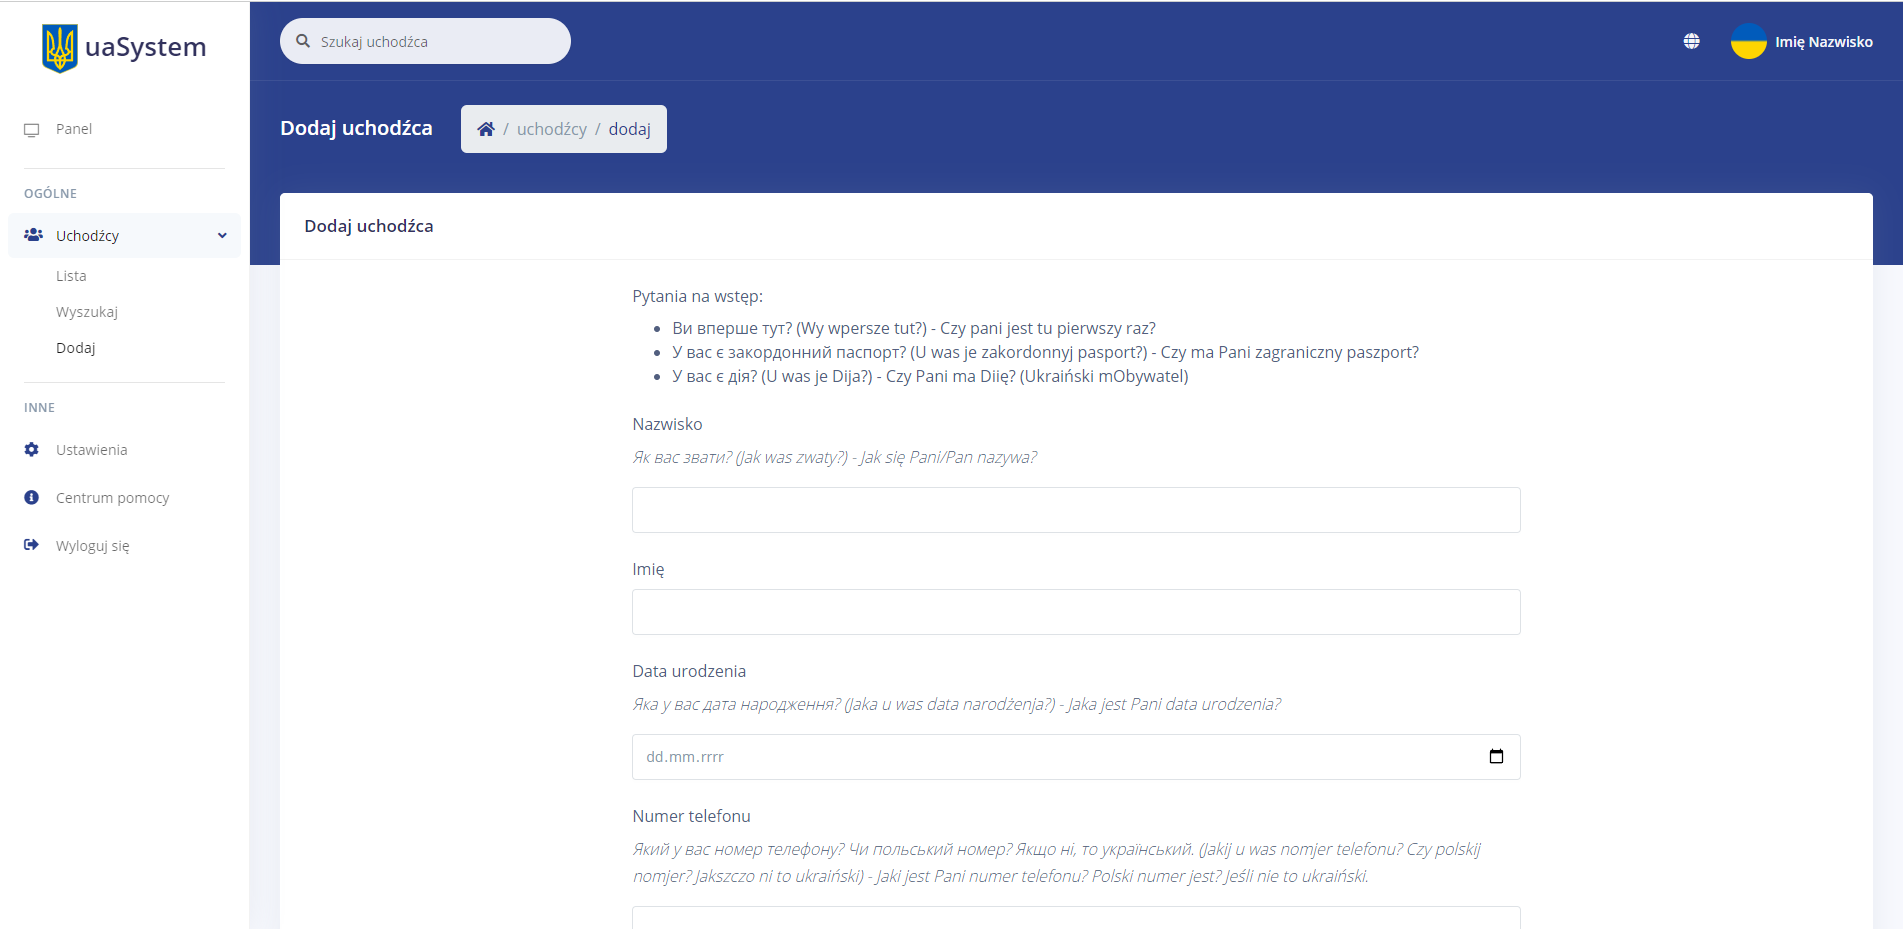 uaSystem
Szukaj uchodźca
Imię Nazwisko
Panel
OGÓLNE
Uchodźcy
Lista
Wyszukaj
Dodaj
INNE
Ustawienia
Centrum pomocy
Wyloguj się
Dodaj uchodźca
/ uchodźcy / dodaj
Dodaj uchodźca
Pytania na wstęp:
• Ви вперше тут? (Wy wpersze tut?) - Czy pani jest tu pierwszy raz?
• У вас є закордонний паспорт? (U was je zakordonnyj pasport?) - Czy ma Pani zagraniczny paszport?
• У вас є дія? (U was je Dija?) - Czy Pani ma Diię? (Ukraiński mObywatel)
Nazwisko
Як вас звати? (Jak was zwaty?) - Jak się Pani/Pan nazywa?
Imię
Data urodzenia
Яка у вас дата народження? (Jaka u was data narodżenja?) - Jaka jest Pani data urodzenia?
dd.mm.rrrr
Numer telefonu
Який у вас номер телефону? Чи польський номер? Якщо ні, то український. (Jakij u was nomjer telefonu? Czy polskij
nomjer? Jakszczo ni to ukraiński) - Jaki jest Pani numer telefonu? Polski numer jest? Jeśli nie to ukraiński.